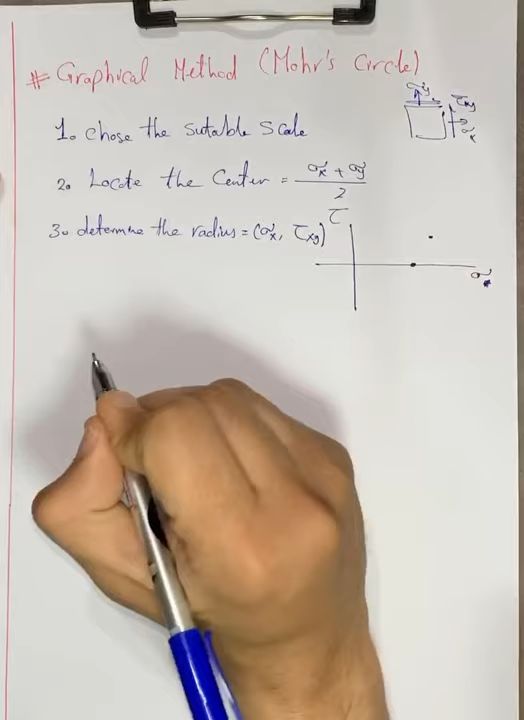 # Graphical Method (Mohr's Circle)
1. chose the sutable scale
2. Locate the Center = σx + σy / 2
3. determine the radius = (σx, τxy)
σy
τxy
σx
τ
σ